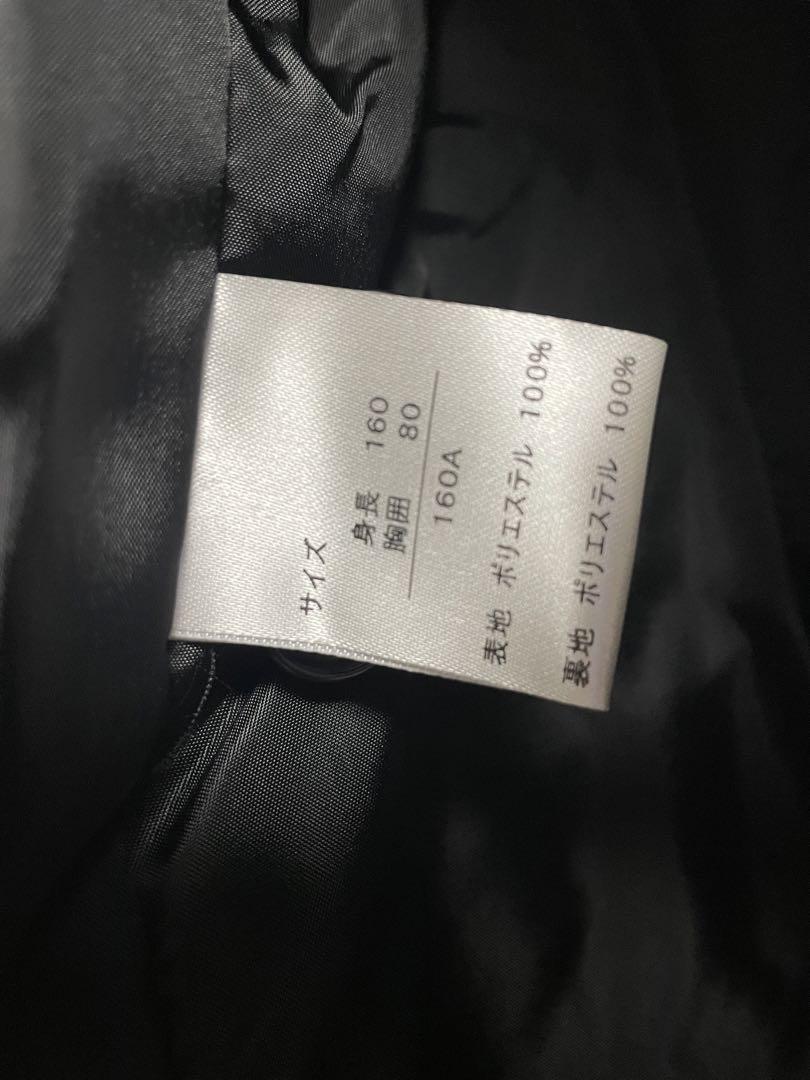 サイズ
身長 160
胸囲 80
160A
表地 ポリエステル 100%
裏地 ポリエステル 100%